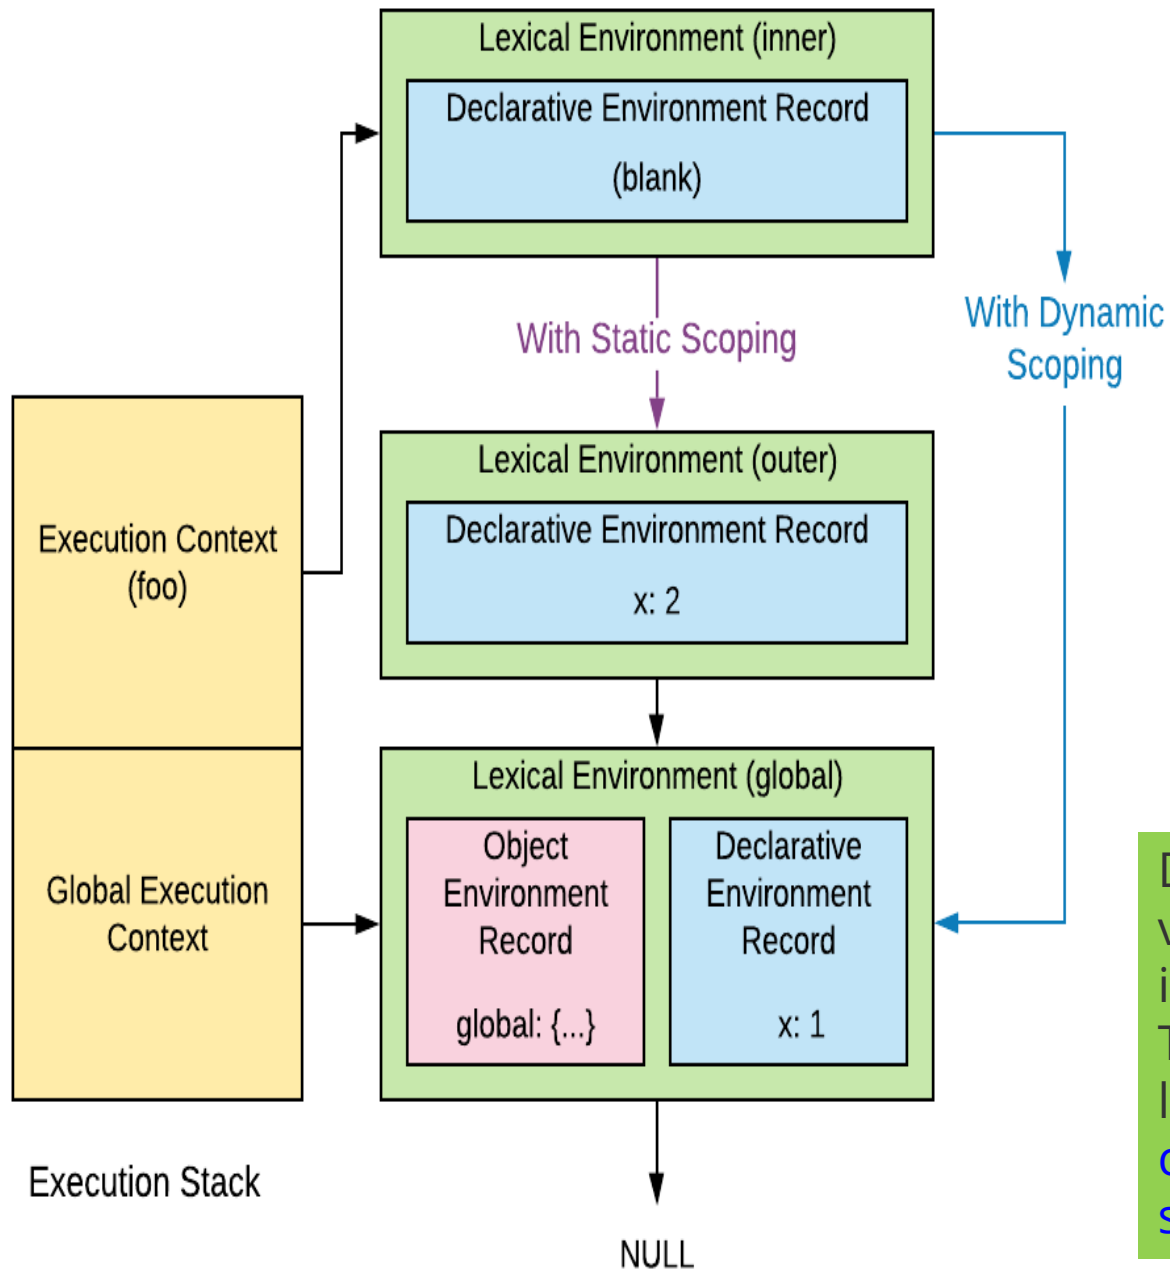 Lexical Environment (inner)
Declarative Environment Record
(blank)
With Static Scoping
With Dynamic
Scoping
Lexical Environment (outer)
Declarative Environment Record
x: 2
Execution Context
(foo)
Lexical Environment (global)
Object
Environment
Record
global: {...}
Declarative
Environment
Record
x: 1
Global Execution
Context
Execution Stack
NULL